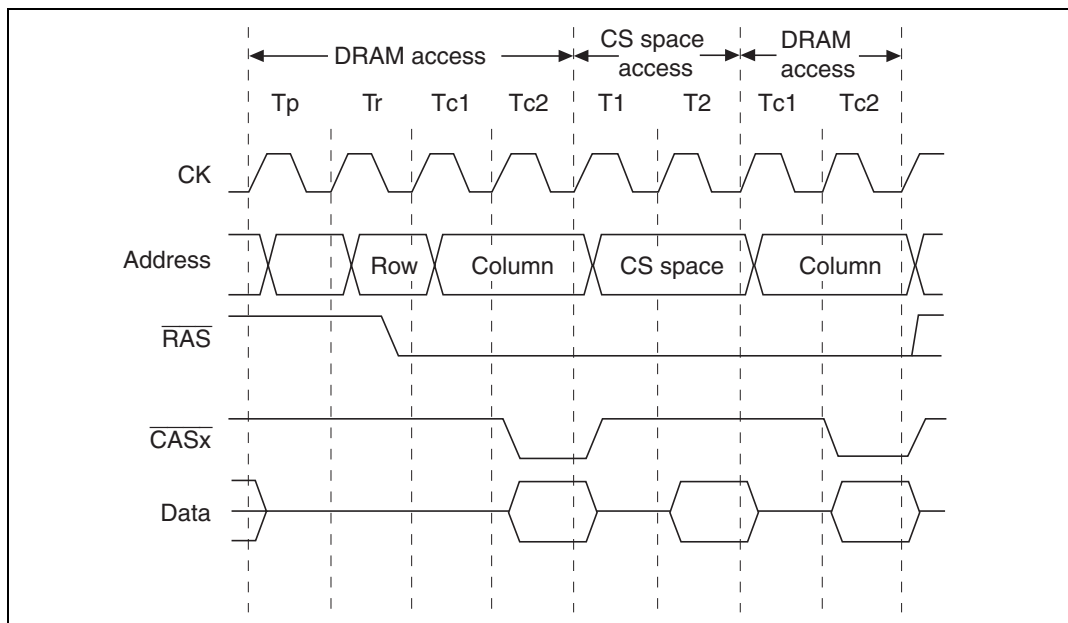 DRAM access
CS space access
DRAM access
Tp Tr Tc1 Tc2 T1 T2 Tc1 Tc2
CK
Address
Row Column CS space Column
RAS
CASx
Data